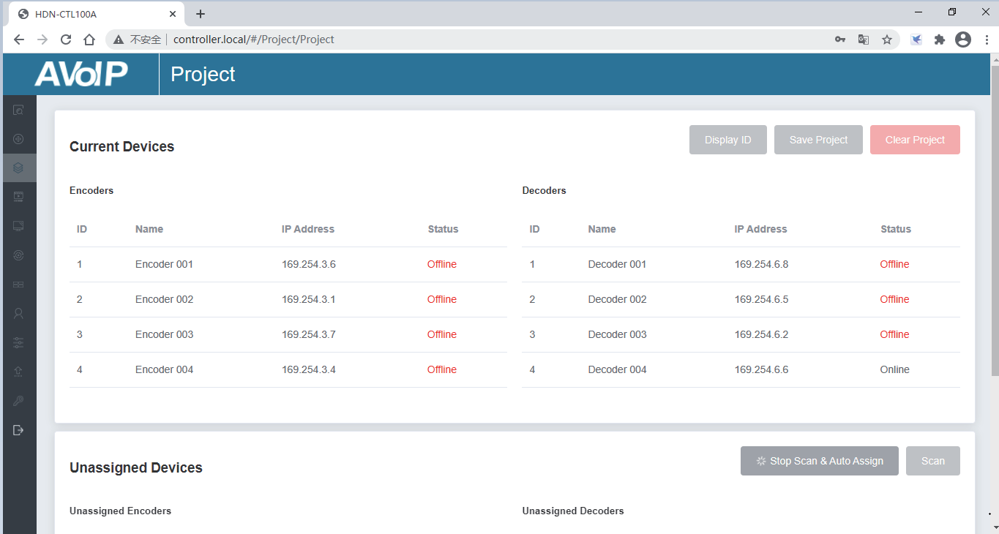 HDN-CTL100A
不安全 controller.local/#/Project/Project
AVoIP Project
Current Devices Display ID Save Project Clear Project
Encoders Decoders
ID Name IP Address Status ID Name IP Address Status
1 Encoder 001 169.254.3.6 Offline 1 Decoder 001 169.254.6.8 Offline
2 Encoder 002 169.254.3.1 Offline 2 Decoder 002 169.254.6.5 Offline
3 Encoder 003 169.254.3.7 Offline 3 Decoder 003 169.254.6.2 Offline
4 Encoder 004 169.254.3.4 Offline 4 Decoder 004 169.254.6.6 Online
Unassigned Devices Stop Scan & Auto Assign Scan
Unassigned Encoders Unassigned Decoders